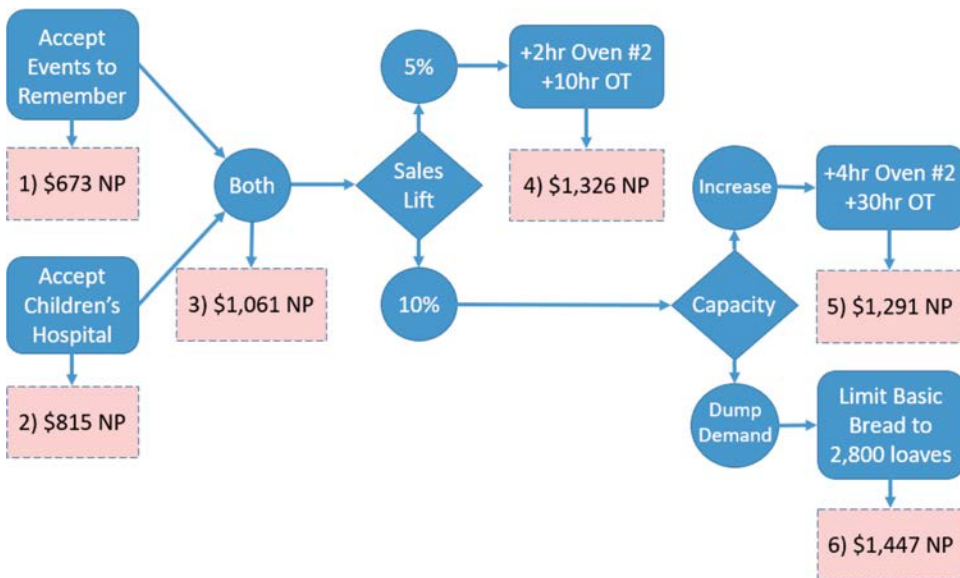 Accept
Events to
Remember
1) $673 NP
Accept
Children's
Hospital
2) $815 NP
Both
3) $1,061 NP
Sales
Lift
5%
+2hr Oven #2
+10hr OT
4) $1,326 NP
10%
Capacity
Increase
+4hr Oven #2
+30hr OT
5) $1,291 NP
Dump
Demand
Limit Basic
Bread to
2,800 loaves
6) $1,447 NP